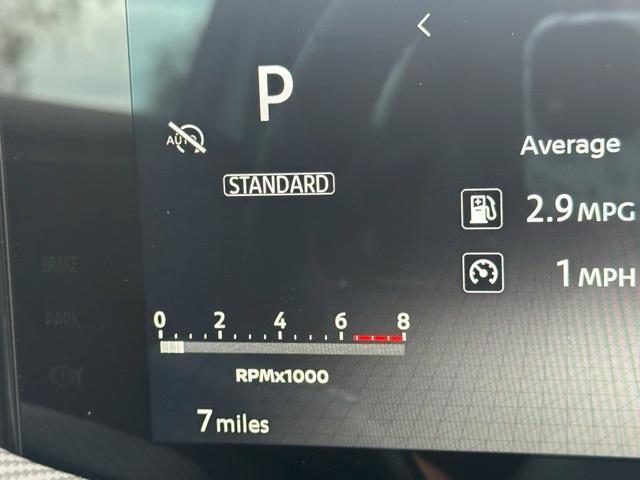 P
AUTO
STANDARD
Average
2.9 MPG
1 MPH
BRAKE
PARK
0 2 4 6 8
RPMx1000
7 miles